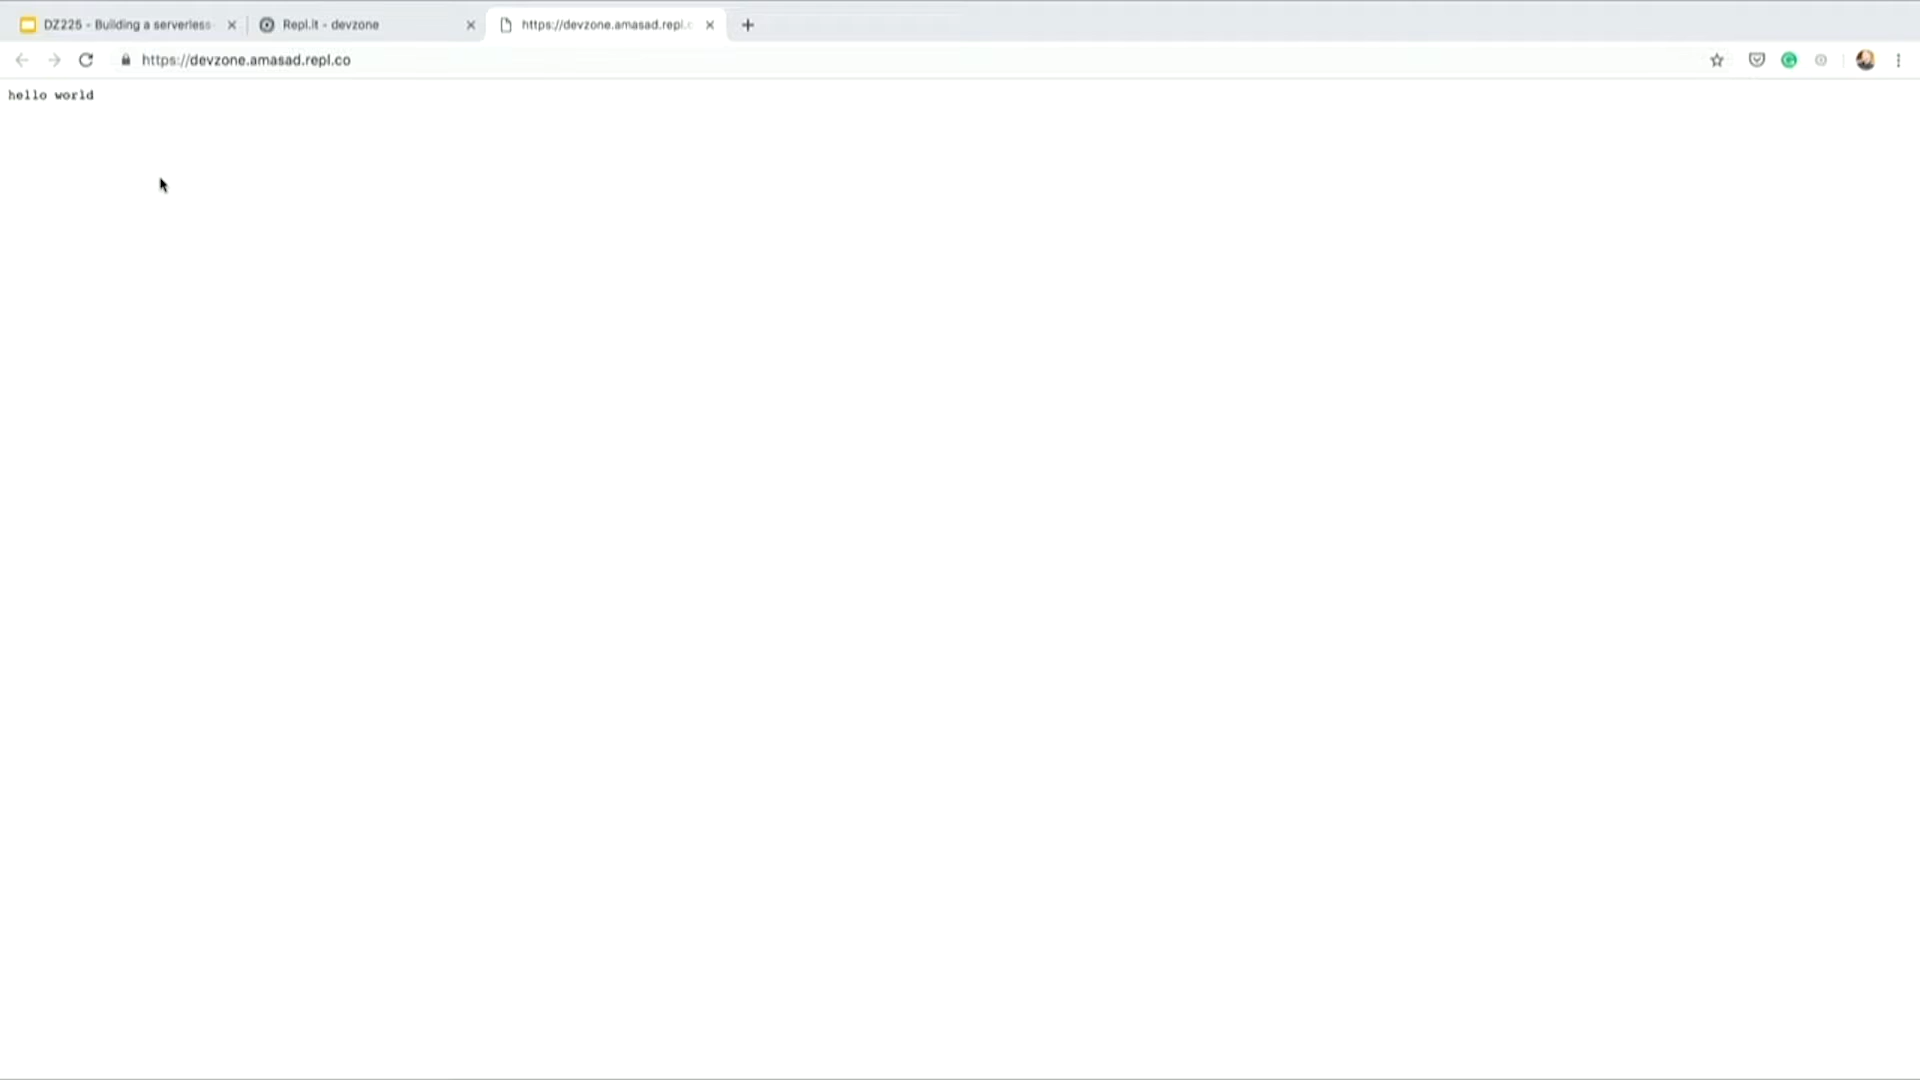 DZ225 - Building a serverless
Repl.it - devzone
https://devzone.amasad.repl.c
https://devzone.amasad.repl.co
hello world